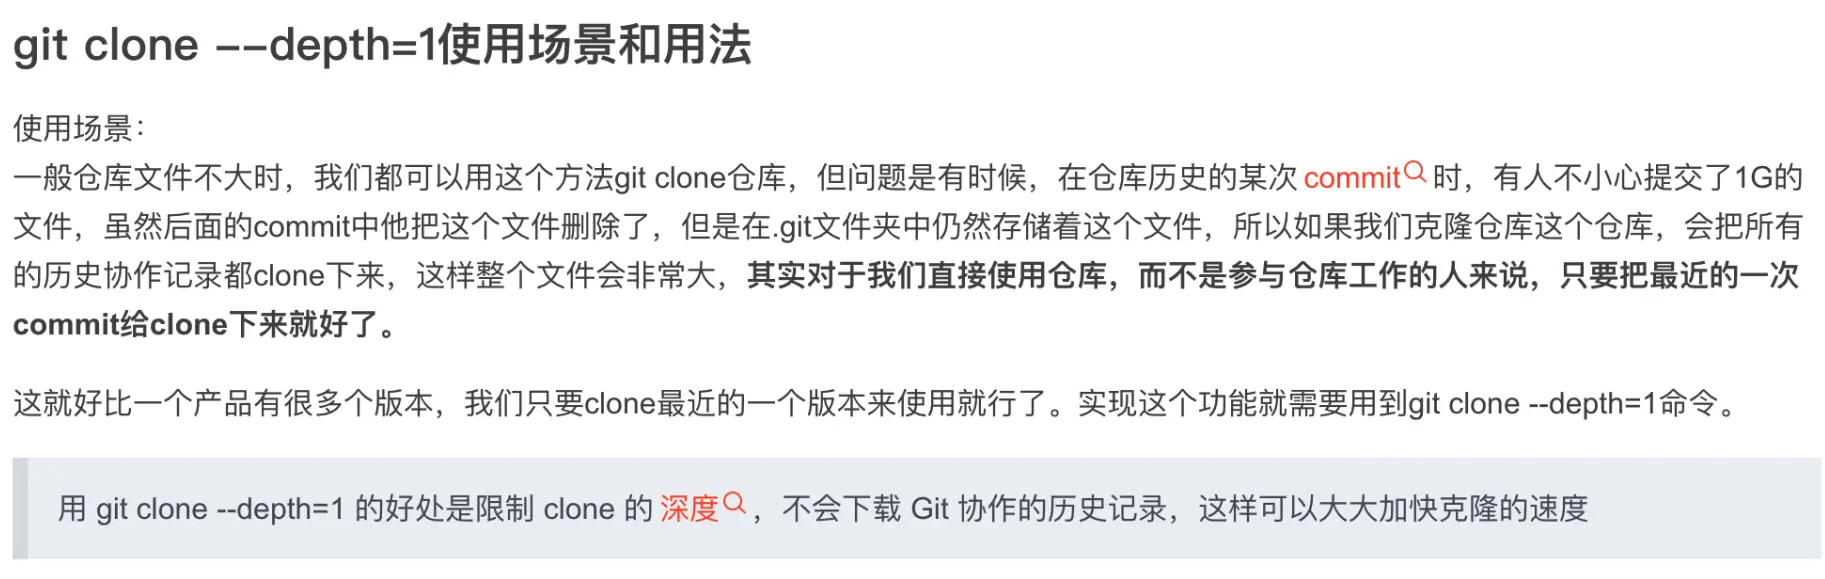 git clone --depth=1使用场景和用法
使用场景：
一般仓库文件不大时，我们都可以用这个方法git clone仓库，但问题是有时候，在仓库历史的某次 commit 时，有人不小心提交了1G的
文件，虽然后面的commit中他把这个文件删除了，但是在.git文件夹中仍然存储着这个文件，所以如果我们克隆仓库这个仓库，会把所有
的历史协作记录都clone下来，这样整个文件会非常大，其实对于我们直接使用仓库，而不是参与仓库工作的人来说，只要把最近的一次
commit给clone下来就好了。
这就好比一个产品有很多个版本，我们只要clone最近的一个版本来使用就行了。实现这个功能就需要用到git clone --depth=1命令。
用 git clone --depth=1 的好处是限制 clone 的 深度 ，不会下载 Git 协作的历史记录，这样可以大大加快克隆的速度